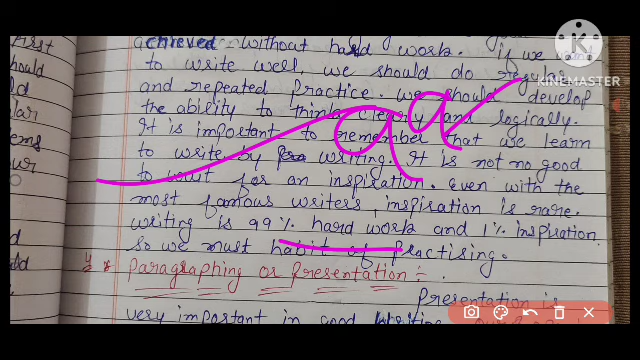 First
achieved without hard work. If we want
should
to write well, we should do regular
and repeated practice. We should develop
the ability to think clearly and logically.
It is important to remember that we learn
to write by writing. It is not no good
to wait for an inspiration. Even with the
most famous writer's, inspiration is rare.
writing is 99% hard work and 1% Inspiration.
So we must habit of Practising.
Paragraphing or Presentation :-
Presentation is
very important in good writing.
KINEMASTER